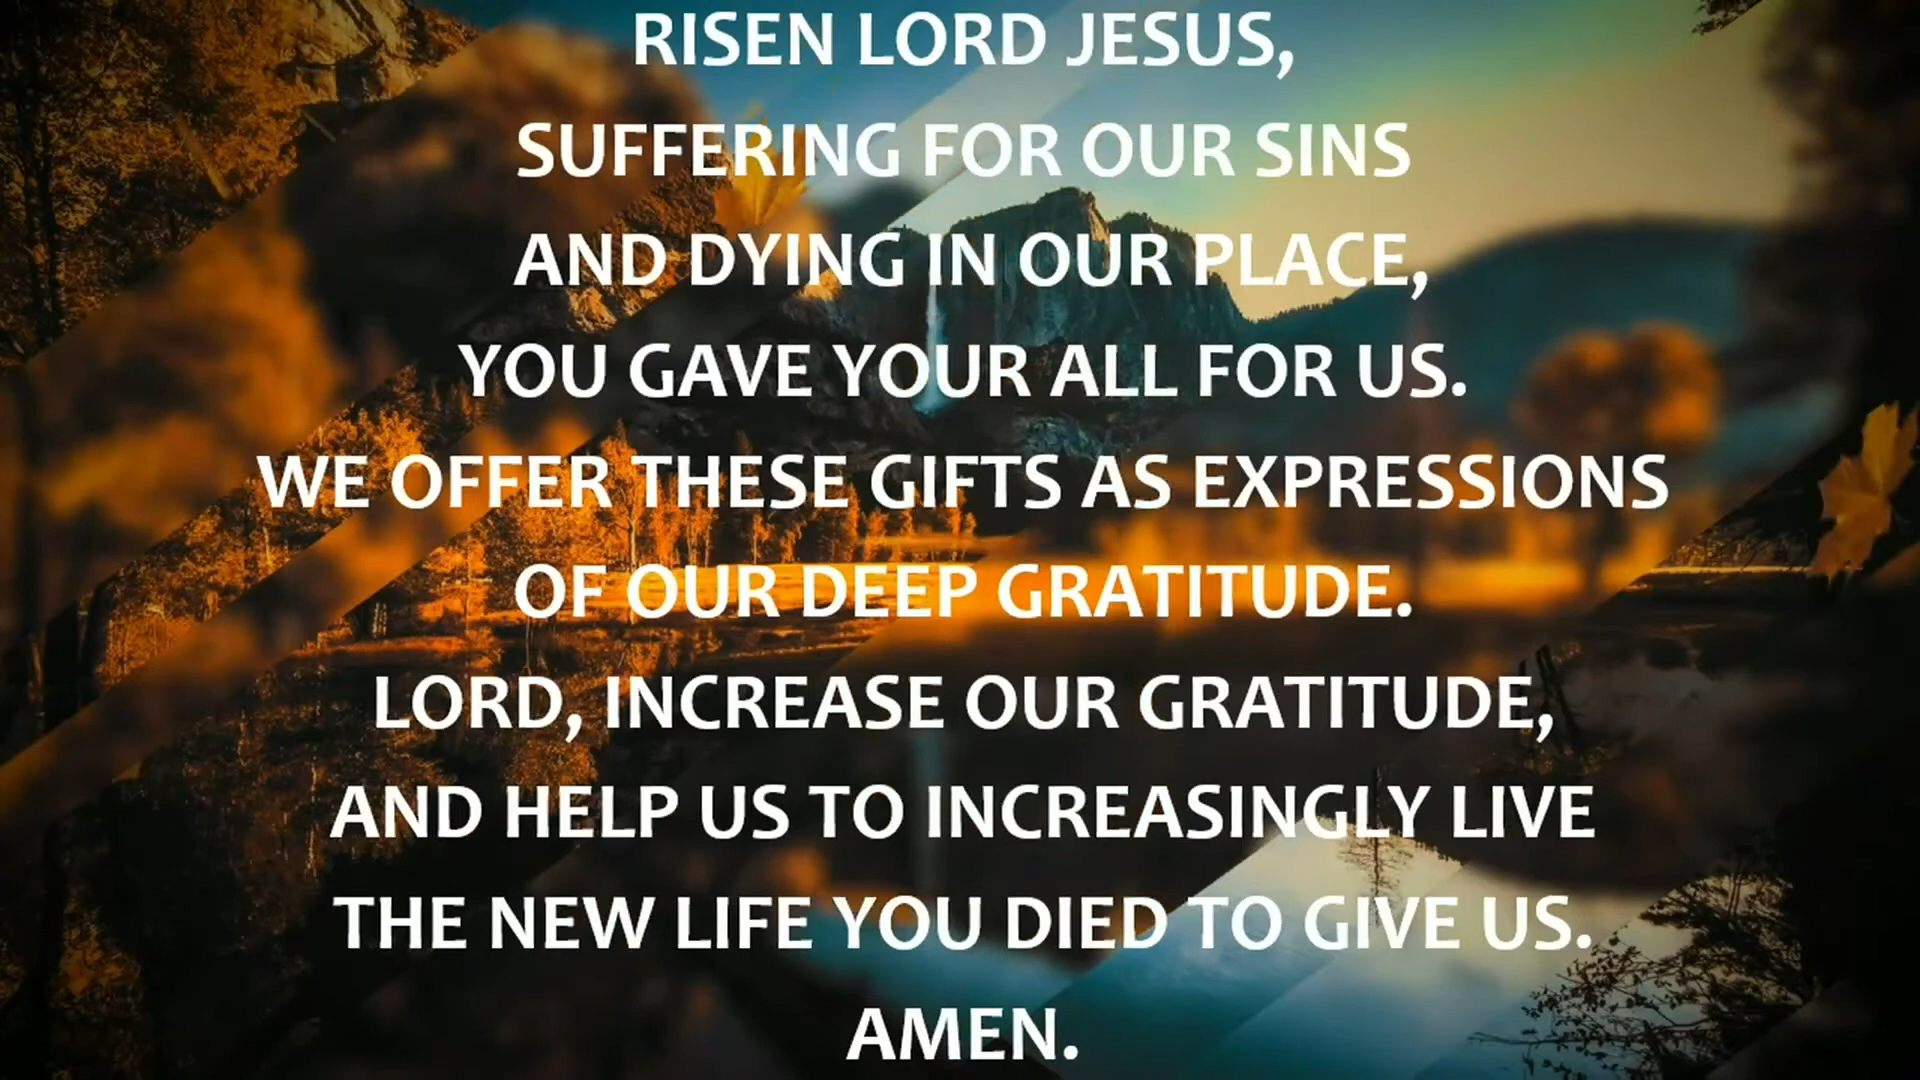 RISEN LORD JESUS,
SUFFERING FOR OUR SINS
AND DYING IN OUR PLACE,
YOU GAVE YOUR ALL FOR US.
WE OFFER THESE GIFTS AS EXPRESSIONS
OF OUR DEEP GRATITUDE.
LORD, INCREASE OUR GRATITUDE,
AND HELP US TO INCREASINGLY LIVE
THE NEW LIFE YOU DIED TO GIVE US.
AMEN.